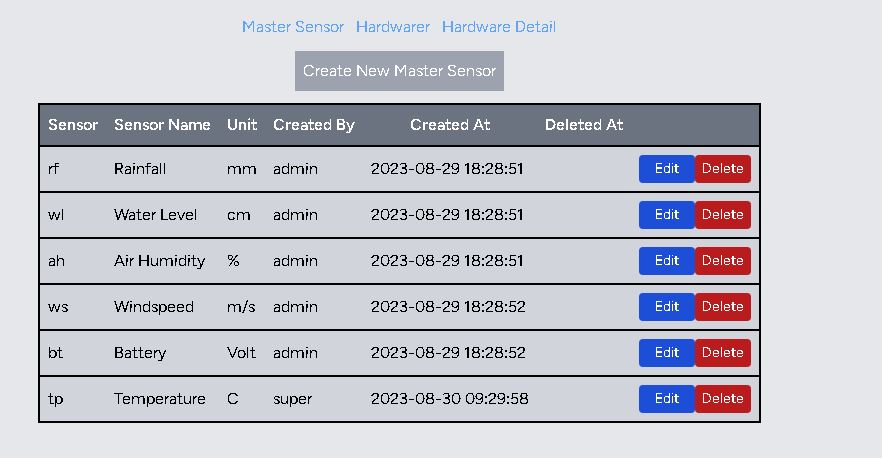 Master Sensor Hardwarer Hardware Detail
Create New Master Sensor
Sensor Sensor Name Unit Created By Created At Deleted At
rf Rainfall mm admin 2023-08-29 18:28:51 Edit Delete
wl Water Level cm admin 2023-08-29 18:28:51 Edit Delete
ah Air Humidity % admin 2023-08-29 18:28:51 Edit Delete
ws Windspeed m/s admin 2023-08-29 18:28:52 Edit Delete
bt Battery Volt admin 2023-08-29 18:28:52 Edit Delete
tp Temperature C super 2023-08-30 09:29:58 Edit Delete